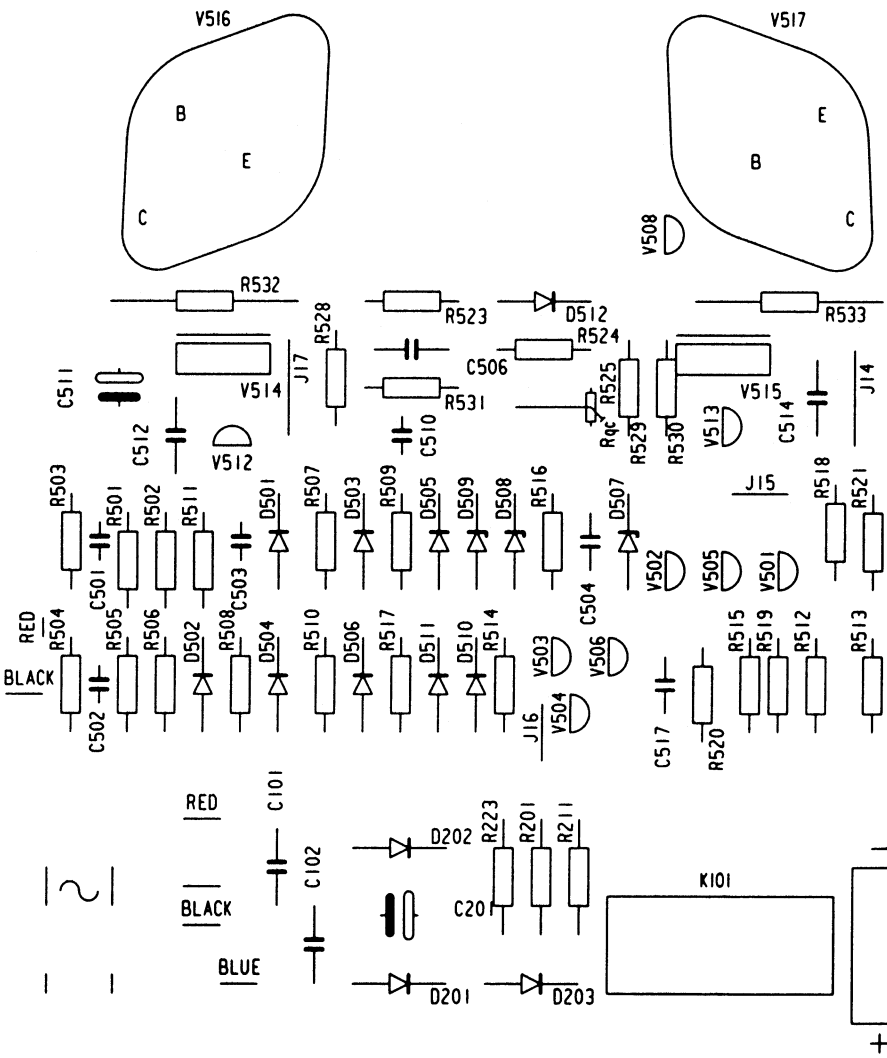 V516
V517
B
E
C
E
B
C
V508
R532
R523
D512
R533
R528
R524
C506
J17
C511
V514
R531
R525
Rqc
V515
J14
C512
V512
C510
R529
R530
V513
C514
R503
R501
R502
R511
D501
R507
D503
R509
D505
D509
D508
R516
D507
J15
R518
R521
C501
C503
C504
V502
V505
V501
RED
R504
R505
R506
D502
R508
D504
R510
D506
R517
D511
D510
R514
V503
V506
R515
R519
R512
R513
BLACK
C502
J16
V504
C517
R520
RED
C101
C102
D202
R223
R201
R211
K101
BLACK
C201
BLUE
D201
D203
+